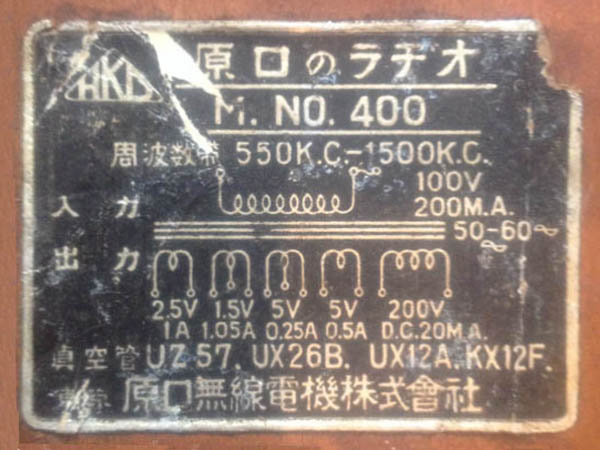 HKD 原口のラヂオ
M. NO. 400
周波数帯 550K.C.-1500K.C.
100V
入力 200M.A.
50-60~
出力
2.5V 1.5V 5V 5V 200V
1A 1.05A 0.25A 0.5A D.C.20M.A.
真空管 UZ57. UX26B. UX12A. KX12F.
東京 原口無線電機株式會社